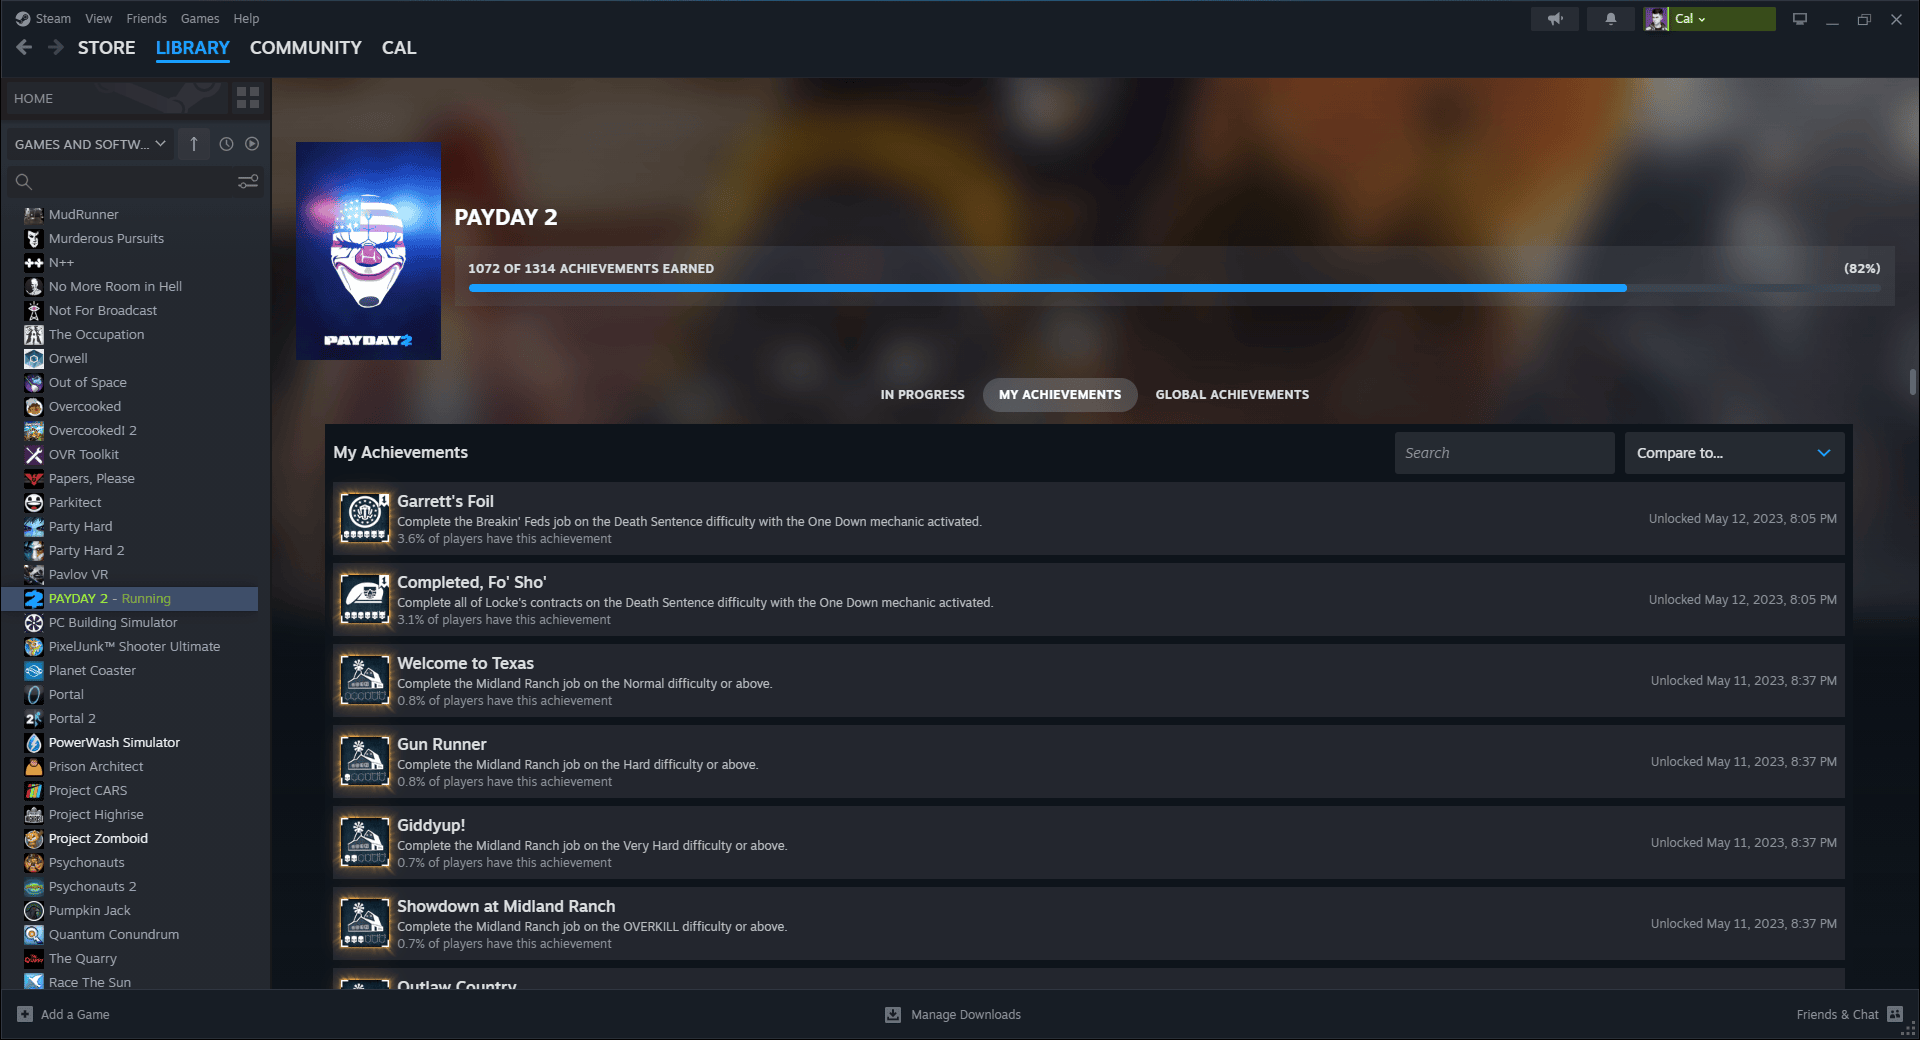 Steam View Friends Games Help
Cal
STORE LIBRARY COMMUNITY CAL
HOME
GAMES AND SOFTW...
MudRunner
Murderous Pursuits
N++
No More Room in Hell
Not For Broadcast
The Occupation
Orwell
Out of Space
Overcooked
Overcooked! 2
OVR Toolkit
Papers, Please
Parkitect
Party Hard
Party Hard 2
Pavlov VR
PAYDAY 2 - Running
PC Building Simulator
PixelJunk™ Shooter Ultimate
Planet Coaster
Portal
Portal 2
PowerWash Simulator
Prison Architect
Project CARS
Project Highrise
Project Zomboid
Psychonauts
Psychonauts 2
Pumpkin Jack
Quantum Conundrum
The Quarry
Race The Sun
PAYDAY 2
PAYDAY 2
1072 OF 1314 ACHIEVEMENTS EARNED (82%)
IN PROGRESS MY ACHIEVEMENTS GLOBAL ACHIEVEMENTS
My Achievements Search Compare to...
Garrett's Foil
Complete the Breakin' Feds job on the Death Sentence difficulty with the One Down mechanic activated.
3.6% of players have this achievement
Unlocked May 12, 2023, 8:05 PM
Completed, Fo' Sho'
Complete all of Locke's contracts on the Death Sentence difficulty with the One Down mechanic activated.
3.1% of players have this achievement
Unlocked May 12, 2023, 8:05 PM
Welcome to Texas
Complete the Midland Ranch job on the Normal difficulty or above.
0.8% of players have this achievement
Unlocked May 11, 2023, 8:37 PM
Gun Runner
Complete the Midland Ranch job on the Hard difficulty or above.
0.8% of players have this achievement
Unlocked May 11, 2023, 8:37 PM
Giddyup!
Complete the Midland Ranch job on the Very Hard difficulty or above.
0.7% of players have this achievement
Unlocked May 11, 2023, 8:37 PM
Showdown at Midland Ranch
Complete the Midland Ranch job on the OVERKILL difficulty or above.
0.7% of players have this achievement
Unlocked May 11, 2023, 8:37 PM
Outlaw Country
Add a Game Manage Downloads Friends & Chat